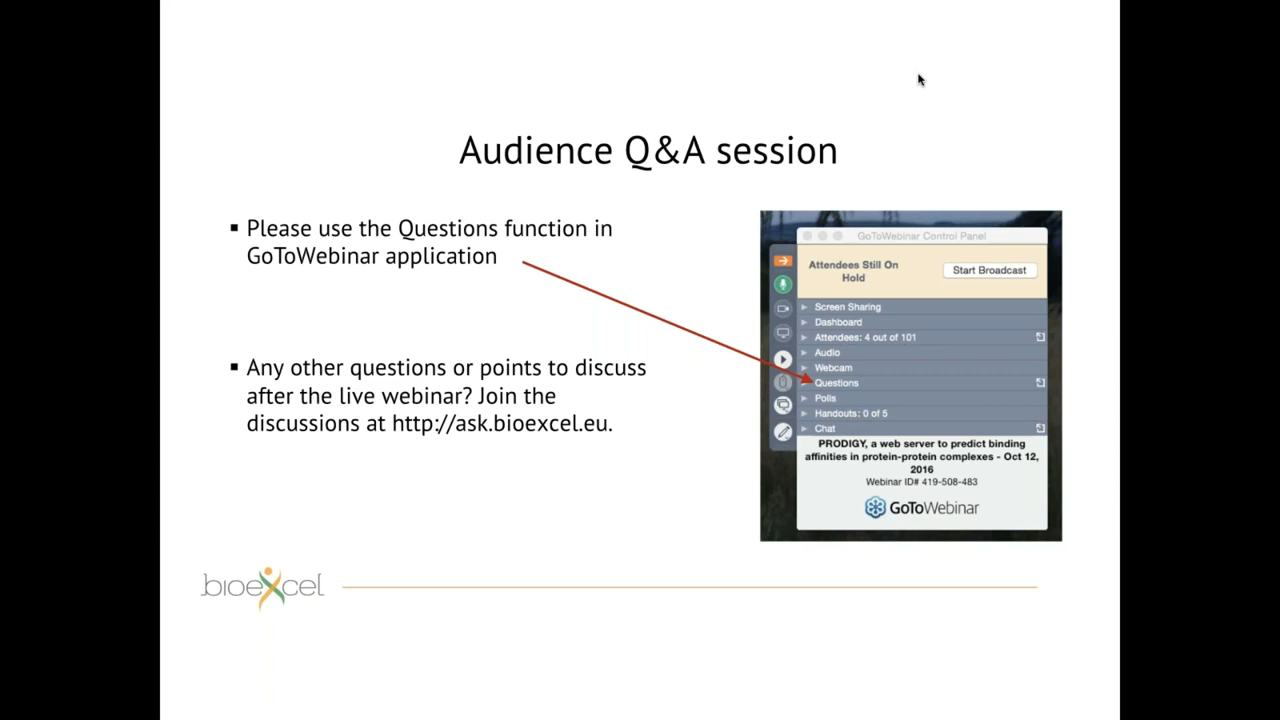 Audience Q&A session
▪ Please use the Questions function in
GoToWebinar application
▪ Any other questions or points to discuss
after the live webinar? Join the
discussions at http://ask.bioexcel.eu.
GoToWebinar Control Panel
Attendees Still On
Hold
Start Broadcast
Screen Sharing
Dashboard
Attendees: 4 out of 101
Audio
Webcam
Questions
Polls
Handouts: 0 of 5
Chat
PRODIGY, a web server to predict binding
affinities in protein-protein complexes - Oct 12,
2016
Webinar ID# 419-508-483
GoToWebinar
bioexcel